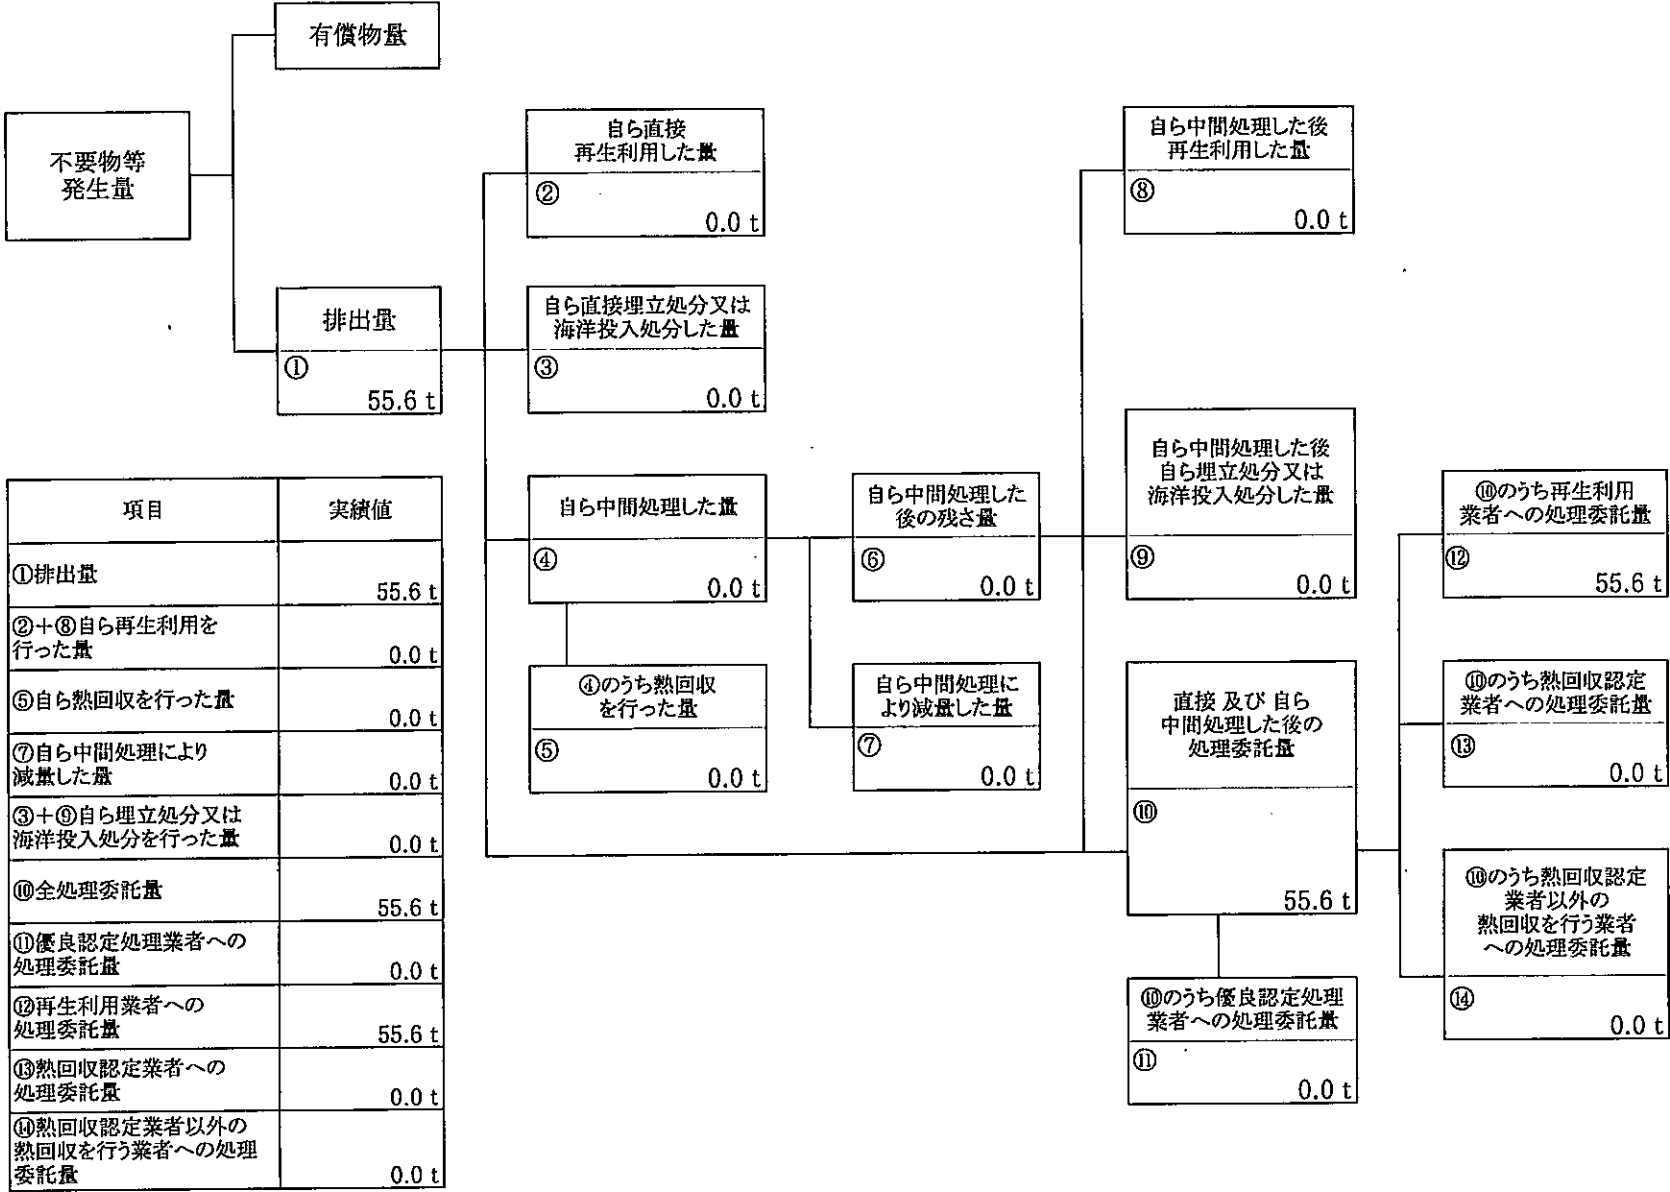 有償物量
不要物等
発生量
排出量
①
55.6 t
自ら直接
再生利用した量
②
0.0 t
自ら直接埋立処分又は
海洋投入処分した量
③
0.0 t
自ら中間処理した量
④
0.0 t
④のうち熱回収
を行った量
⑤
0.0 t
自ら中間処理した
後の残さ量
⑥
0.0 t
自ら中間処理に
より減量した量
⑦
0.0 t
自ら中間処理した後
再生利用した量
⑧
0.0 t
自ら中間処理した後
自ら埋立処分又は
海洋投入処分した量
⑨
0.0 t
直接 及び 自ら
中間処理した後の
処理委託量
⑩
55.6 t
⑩のうち優良認定処理
業者への処理委託量
⑪
0.0 t
⑩のうち再生利用
業者への処理委託量
⑫
55.6 t
⑩のうち熱回収認定
業者への処理委託量
⑬
0.0 t
⑩のうち熱回収認定
業者以外の
熱回収を行う業者
への処理委託量
⑭
0.0 t
項目 実績値
①排出量
55.6 t
②+⑧自ら再生利用を
行った量
0.0 t
⑤自ら熱回収を行った量
0.0 t
⑦自ら中間処理により
減量した量
0.0 t
③+⑨自ら埋立処分又は
海洋投入処分を行った量
0.0 t
⑩全処理委託量
55.6 t
⑪優良認定処理業者への
処理委託量
0.0 t
⑫再生利用業者への
処理委託量
55.6 t
⑬熱回収認定業者への
処理委託量
0.0 t
⑭熱回収認定業者以外の
熱回収を行う業者への処理
委託量
0.0 t